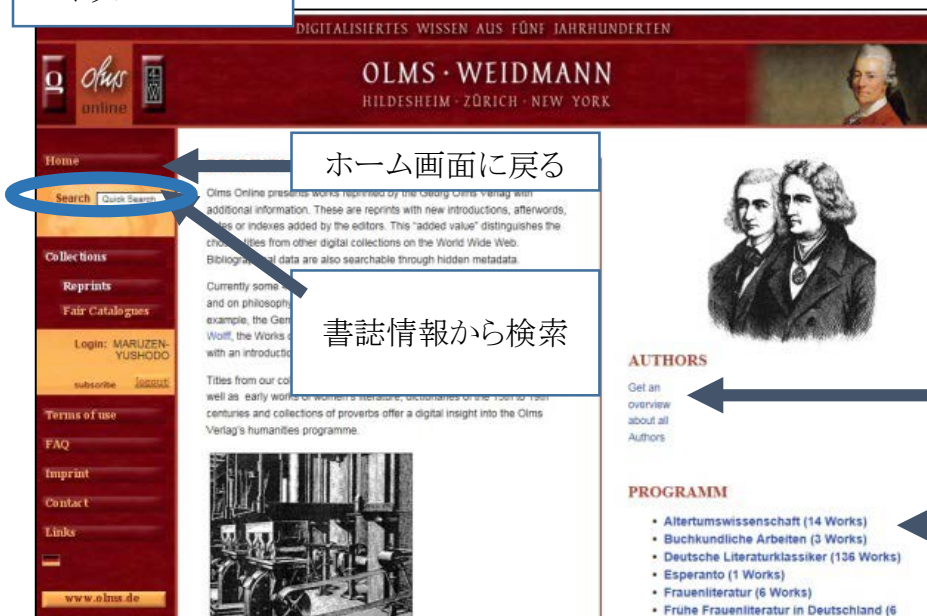 DIGITALISIERTES WISSEN AUS FÜNF JAHRHUNDERTEN
olms
online
OLMS · WEIDMANN
HILDESHEIM · ZÜRICH · NEW YORK
Home
Search Quick Search
Collections
Reprints
Fair Catalogues
Login: MARUZEN-
YUSHODO
subscribe logout
Terms of use
FAQ
Imprint
Contact
Links
www.olms.de
ホーム画面に戻る
Olms Online presents works reprinted by the Georg Olms Verlag with
additional information. These are reprints with new introductions, afterwords,
or indexes added by the editors. This "added value" distinguishes the
titles from other digital collections on the World Wide Web.
data are also searchable through hidden metadata.
Currently some
and on philosophy
example, the
Wolff, the Works
with an
書誌情報から検索
Titles from our
well as early works of women's literature, dictionaries of the 15th to 19th
centuries and collections of proverbs offer a digital insight into the Olms
Verlag's humanities programme.
AUTHORS
Get an
overview
about all
Authors
PROGRAMM
• Altertumswissenschaft (14 Works)
• Buchkundliche Arbeiten (3 Works)
• Deutsche Literaturklassiker (136 Works)
• Esperanto (1 Works)
• Frauenliteratur (6 Works)
• Frühe Frauenliteratur in Deutschland (6